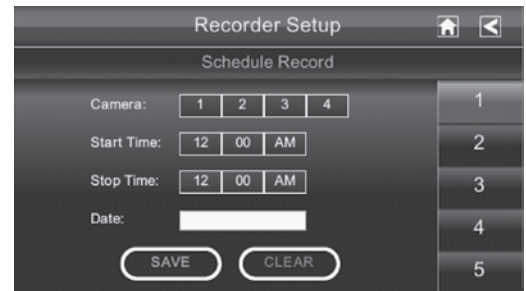 Recorder Setup
Schedule Record
Camera: 1 2 3 4
Start Time: 12 00 AM
Stop Time: 12 00 AM
Date:
SAVE CLEAR
1
2
3
4
5